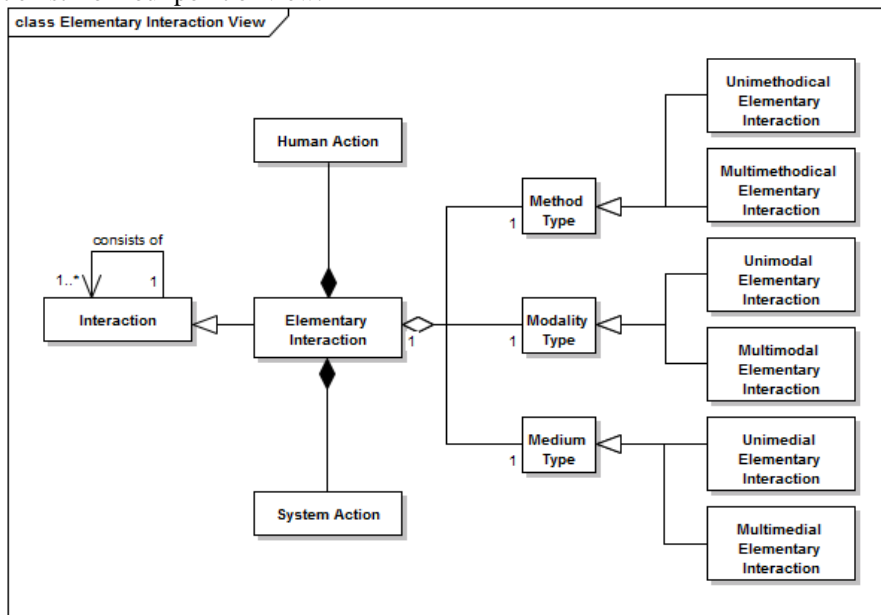 class Elementary Interaction View
Human Action
consists of
1..*
1
Interaction
Elementary
Interaction
1
System Action
Method
Type
1
Modality
Type
1
Medium
Type
1
Unimethodical
Elementary
Interaction
Multimethodical
Elementary
Interaction
Unimodal
Elementary
Interaction
Multimodal
Elementary
Interaction
Unimedial
Elementary
Interaction
Multimedial
Elementary
Interaction